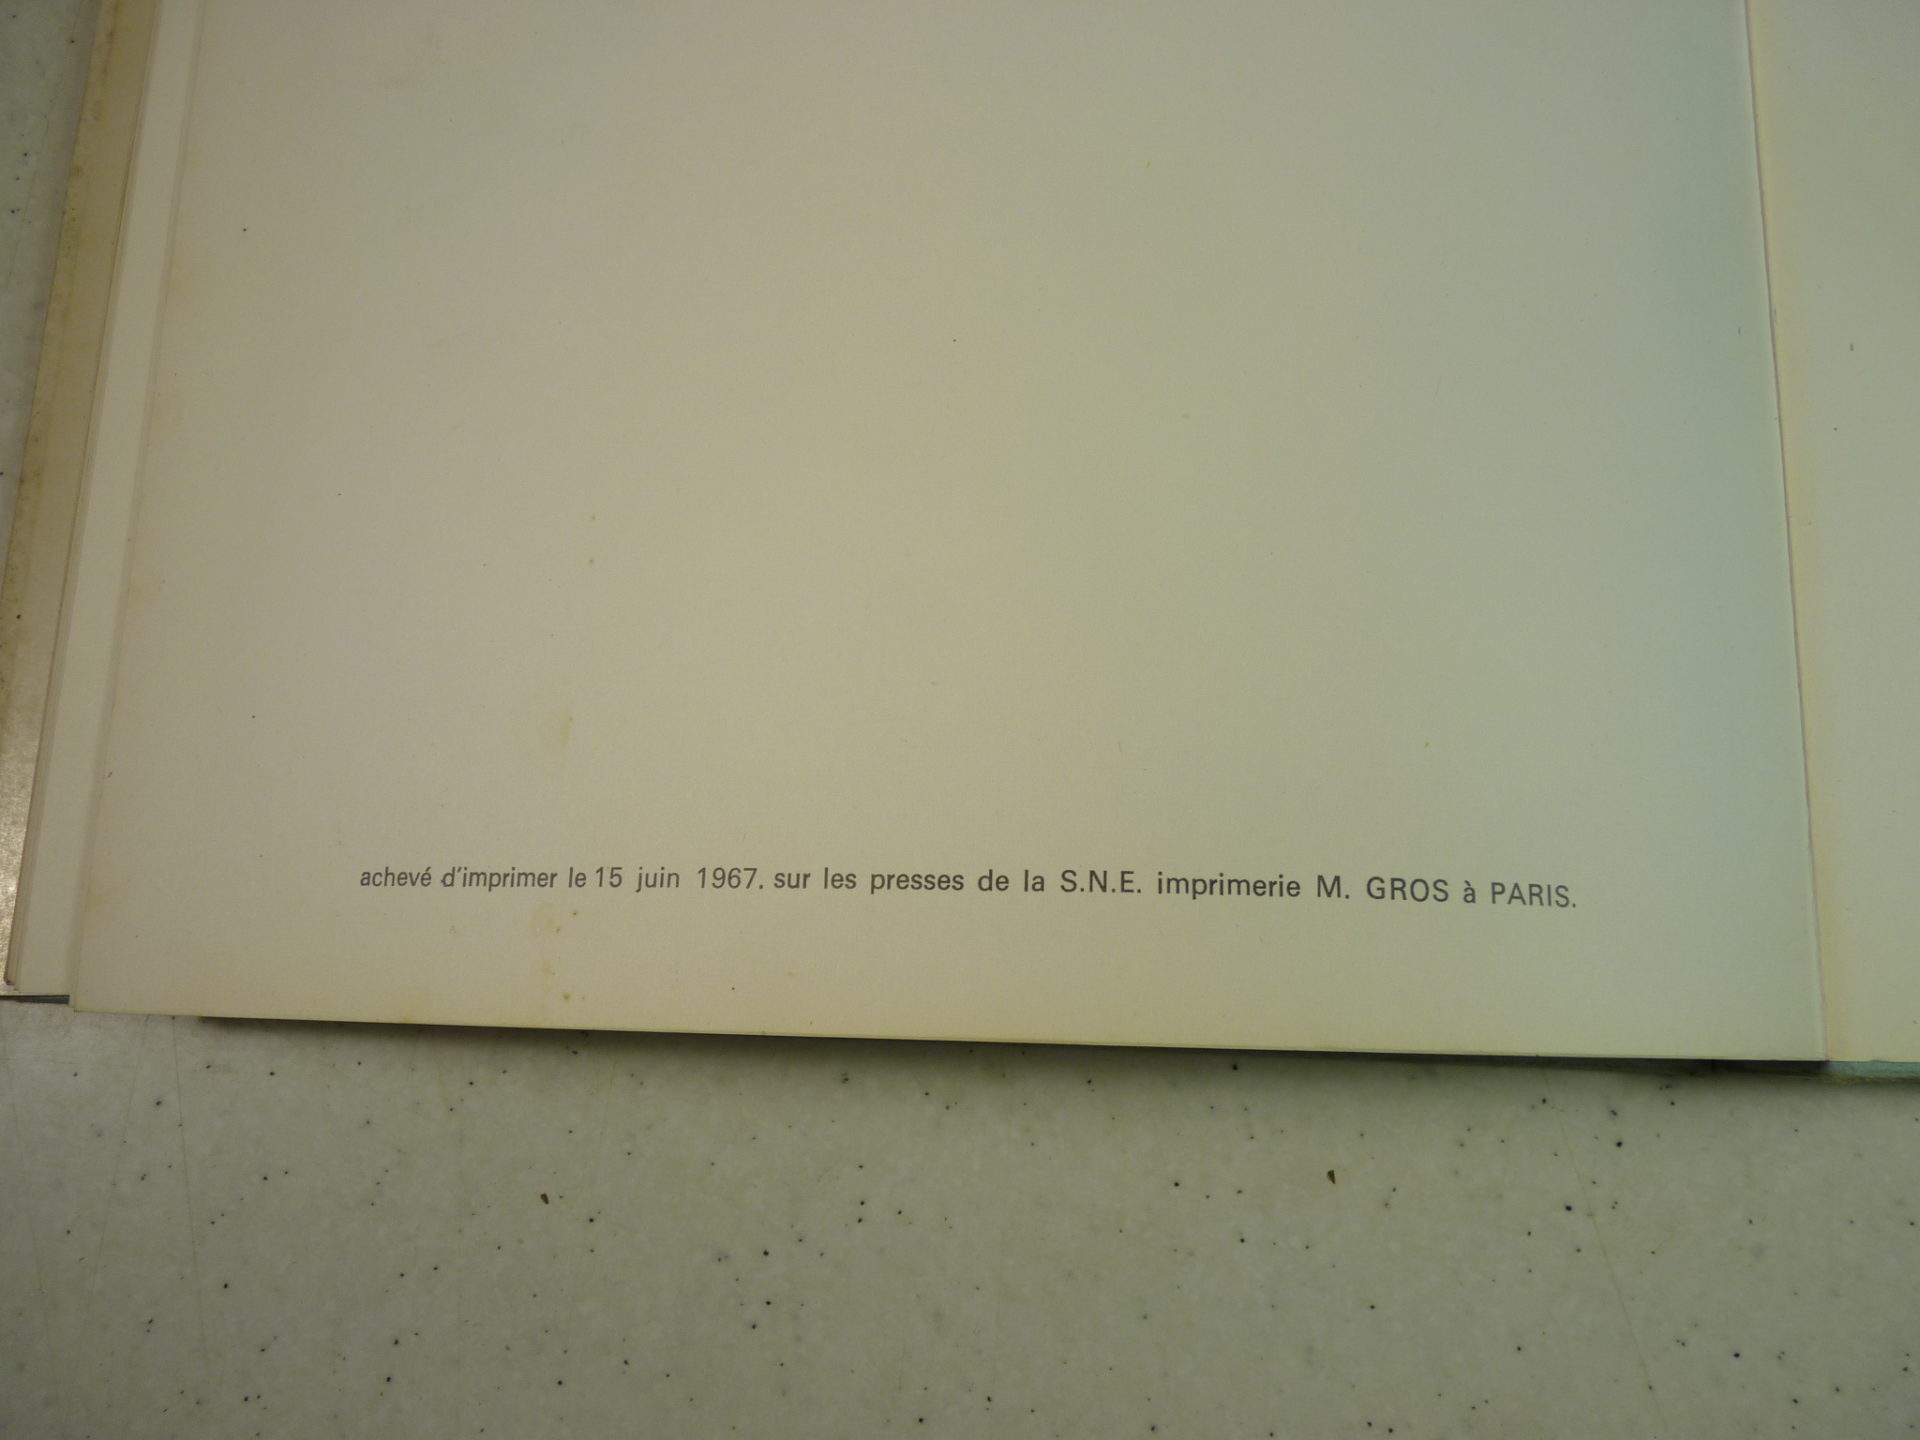 achevé d'imprimer le 15 juin 1967. sur les presses de la S.N.E. imprimerie M. GROS à PARIS.